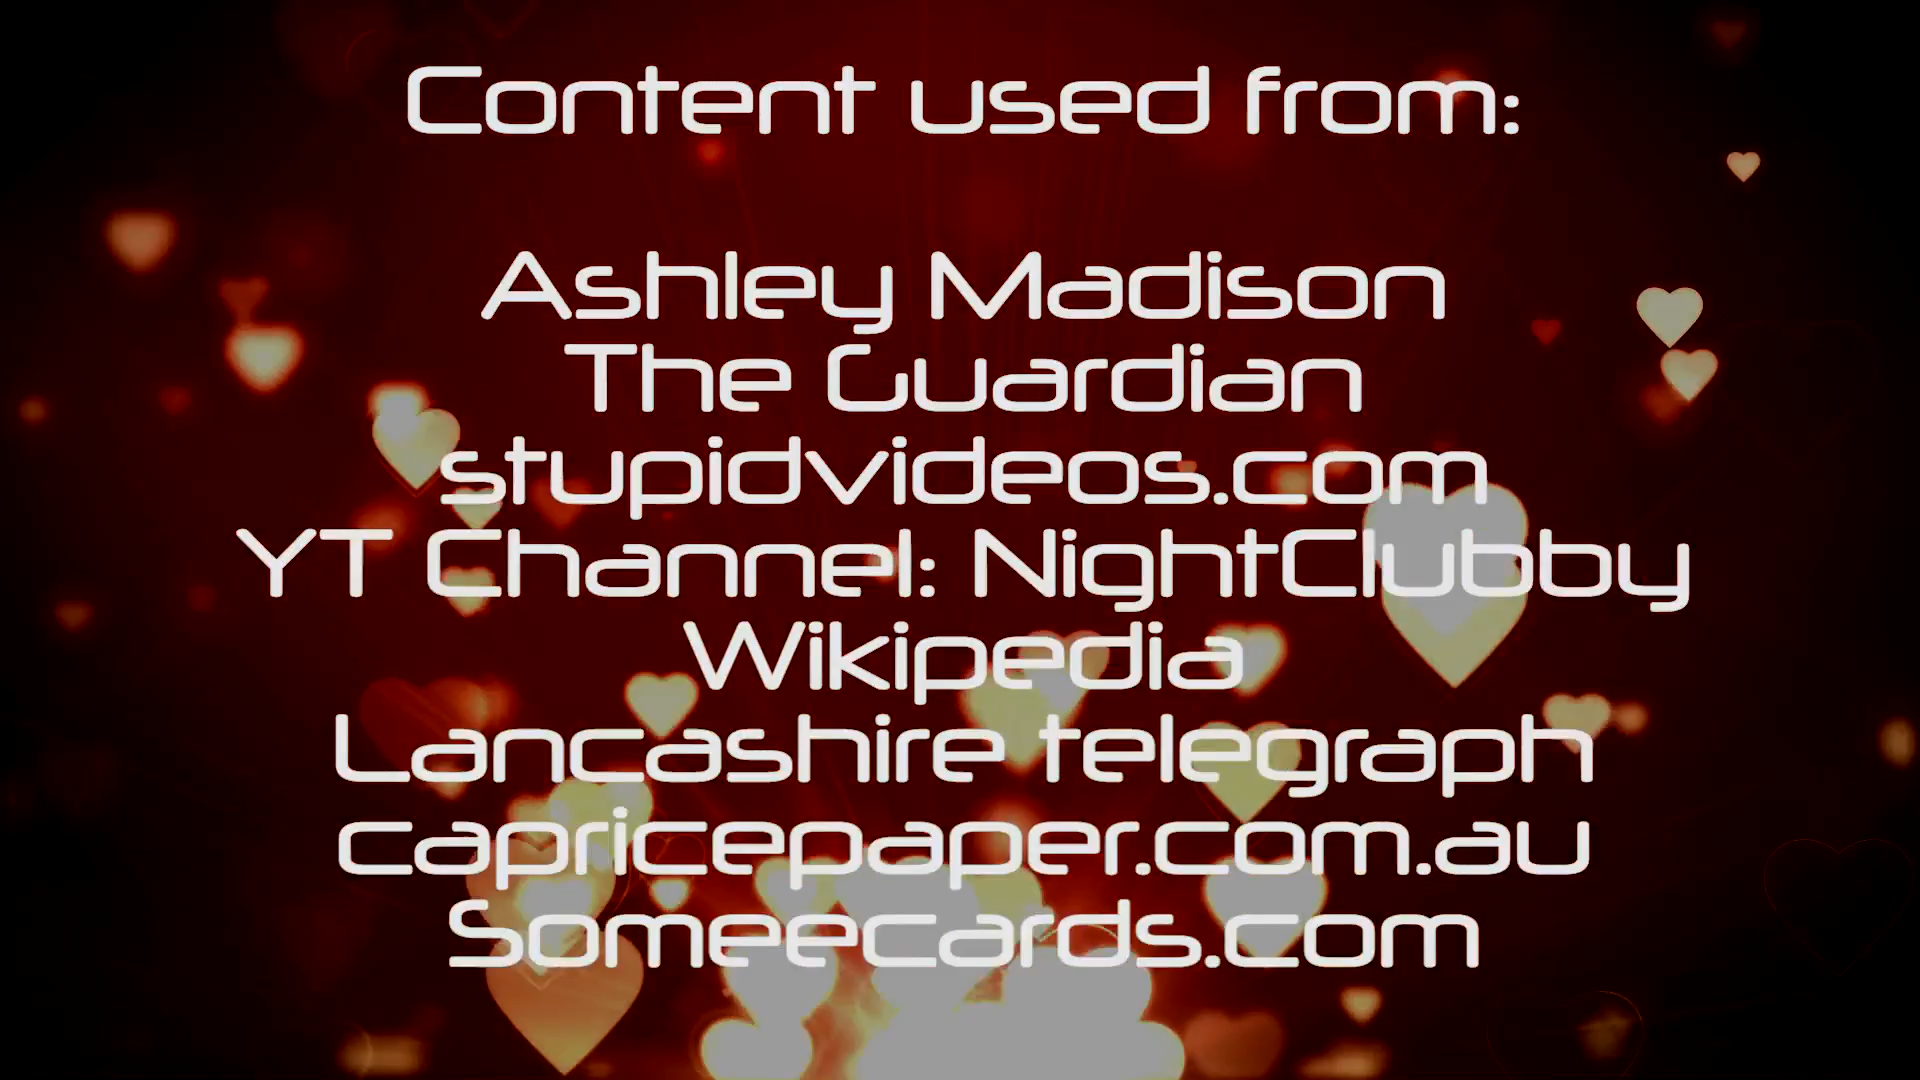 Content used from:
Ashley Madison
The Guardian
stupidvideos.com
YT Channel: NightClubby
Wikipedia
Lancashire telegraph
capricepaper.com.au
Someecards.com